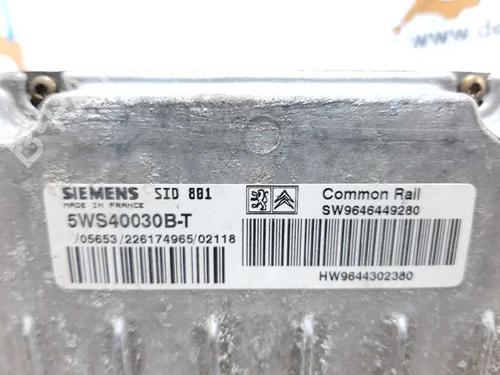 SIEMENS SID 801
MADE IN FRANCE
5WS40030B-T
/05653/226174965/02118
Common Rail
SW9646449280
HW9644302380